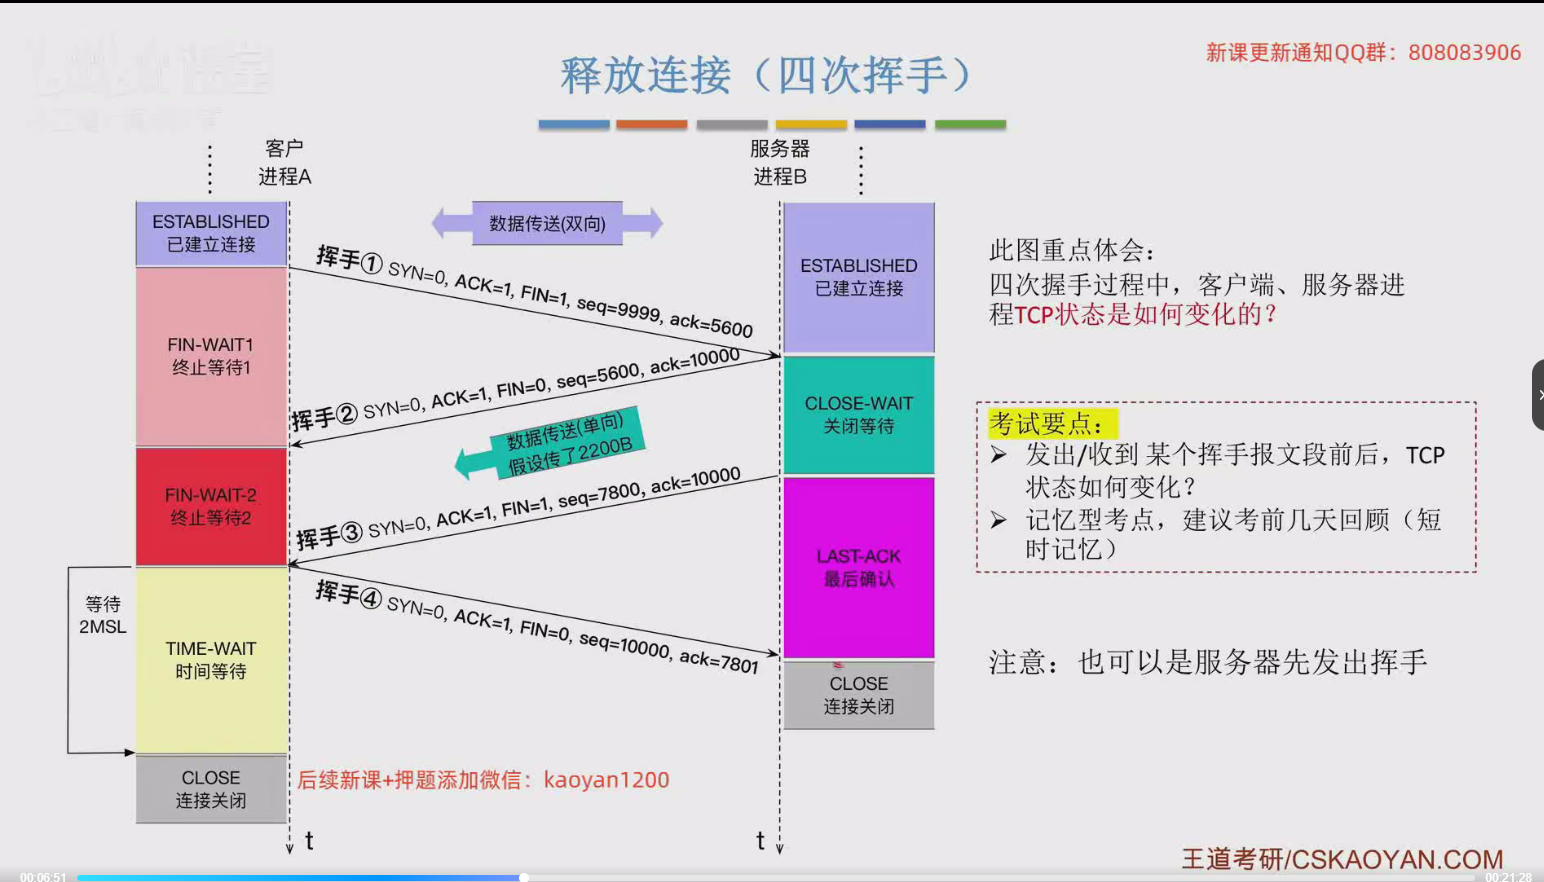 新课更新通知QQ群：808083906
释放连接（四次挥手）
客户
进程A
服务器
进程B
ESTABLISHED
已建立连接
数据传送(双向)
ESTABLISHED
已建立连接
挥手① SYN=0, ACK=1, FIN=1, seq=9999, ack=5600
FIN-WAIT1
终止等待1
挥手② SYN=0, ACK=1, FIN=0, seq=5600, ack=10000
CLOSE-WAIT
关闭等待
数据传送(单向)
假设传了2200B
FIN-WAIT-2
终止等待2
挥手③ SYN=0, ACK=1, FIN=1, seq=7800, ack=10000
LAST-ACK
最后确认
等待
2MSL
挥手④ SYN=0, ACK=1, FIN=0, seq=10000, ack=7801
TIME-WAIT
时间等待
CLOSE
连接关闭
CLOSE
连接关闭
后续新课+押题添加微信：kaoyan1200
t
t
此图重点体会：
四次握手过程中，客户端、服务器进
程TCP状态是如何变化的？
考试要点：
➤ 发出/收到 某个挥手报文段前后，TCP
状态如何变化？
➤ 记忆型考点，建议考前几天回顾（短
时记忆）
注意：也可以是服务器先发出挥手
王道考研/CSKAOYAN.COM
00:06:51
00:21:28